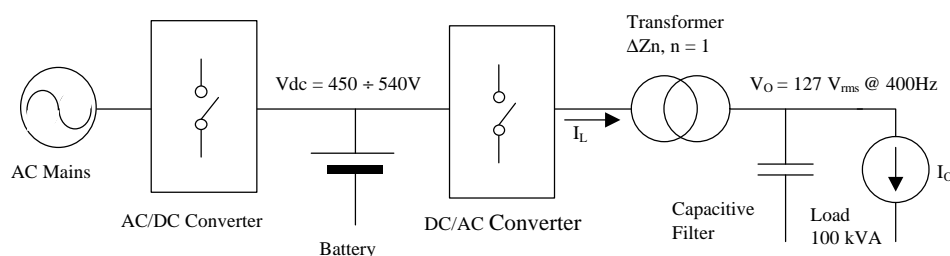 Transformer
ΔZn, n = 1
Vdc = 450 ÷ 540V
VO = 127 Vrms @ 400Hz
IL
IO
AC Mains
AC/DC Converter
Battery
DC/AC Converter
Capacitive
Filter
Load
100 kVA